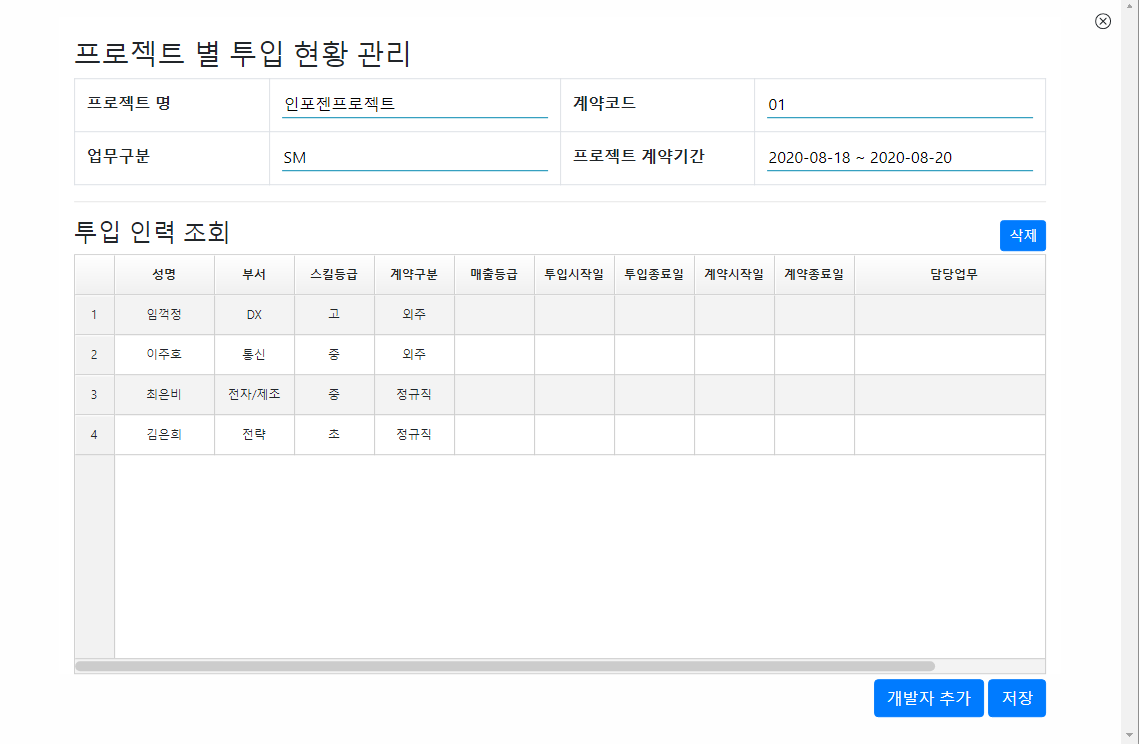 프로젝트 별 투입 현황 관리
프로젝트 명 인포젠프로젝트 계약코드 01
업무구분 SM 프로젝트 계약기간 2020-08-18 ~ 2020-08-20
투입 인력 조회 삭제
성명 부서 스킬등급 계약구분 매출등급 투입시작일 투입종료일 계약시작일 계약종료일 담당업무
1 임꺽정 DX 고 외주
2 이주호 통신 중 외주
3 최은비 전자/제조 중 정규직
4 김은희 전략 초 정규직
개발자 추가 저장